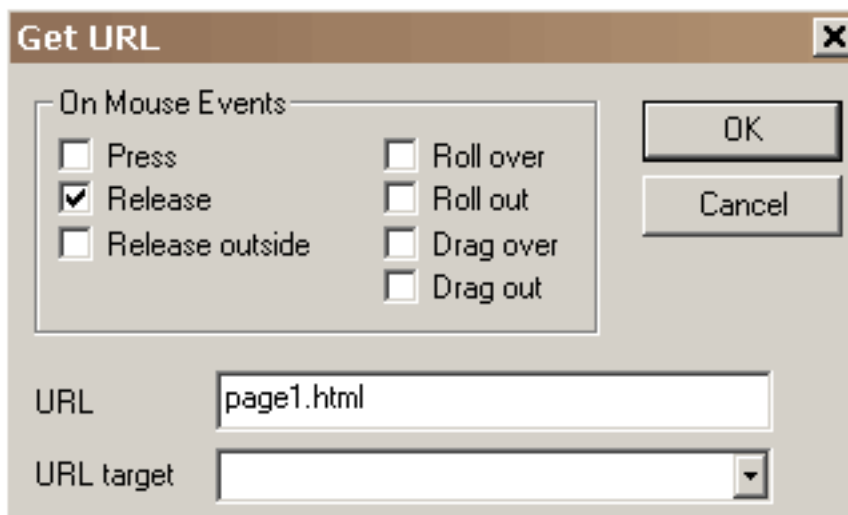 Get URL
On Mouse Events
Press
Release
Release outside
Roll over
Roll out
Drag over
Drag out
OK
Cancel
URL
page1.html
URL target